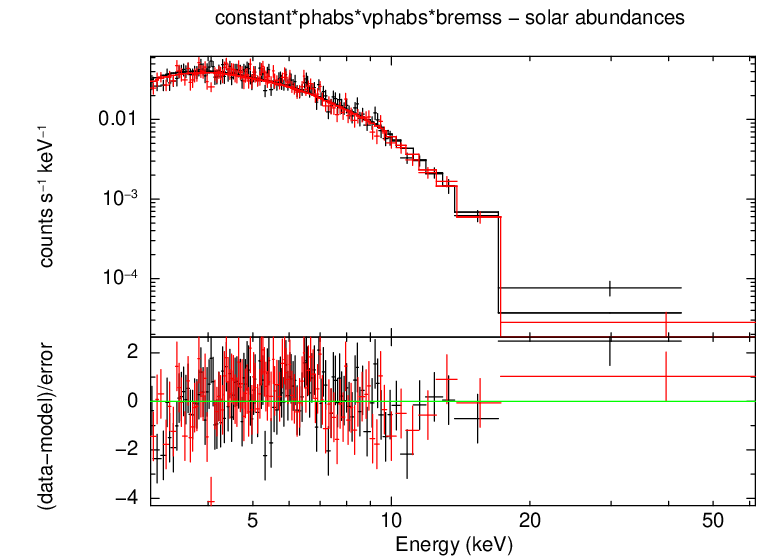 constant*phabs*vphabs*bremss − solar abundances
counts s⁻¹ keV⁻¹
0.01
10⁻³
10⁻⁴
(data−model)/error
2
0
−2
−4
5 10 20 50
Energy (keV)